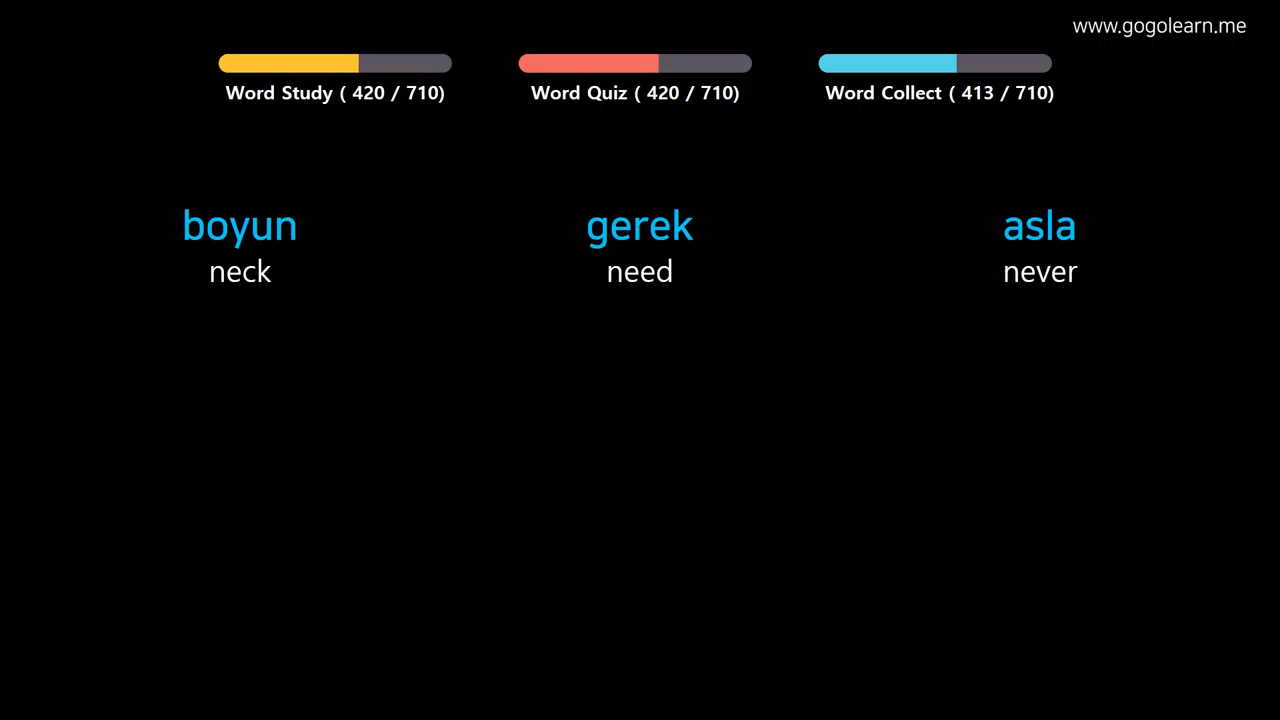 www.gogolearn.me
Word Study ( 420 / 710)
Word Quiz ( 420 / 710)
Word Collect ( 413 / 710)
boyun
neck
gerek
need
asla
never